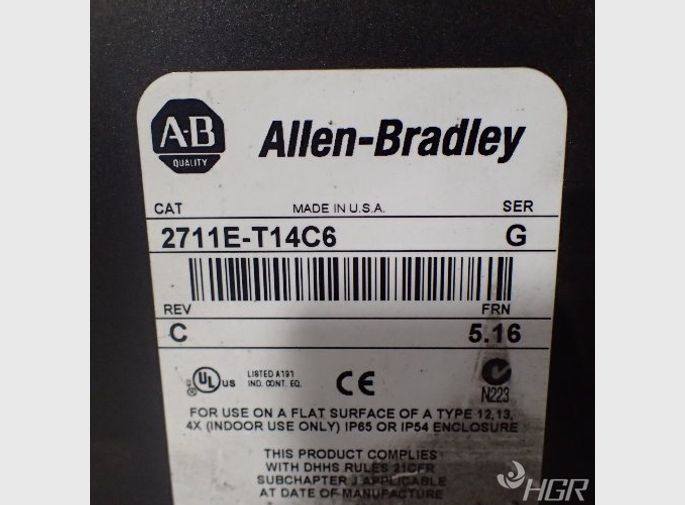 A·B
QUALITY
Allen-Bradley
CAT MADE IN U.S.A. SER
2711E-T14C6 G
REV FRN
C 5.16
UL US LISTED A191
IND. CONT. EQ.
CE
N223
FOR USE ON A FLAT SURFACE OF A TYPE 12,13,
4X (INDOOR USE ONLY) IP65 OR IP54 ENCLOSURE
THIS PRODUCT COMPLIES
WITH DHHS RULES 21CFR
SUBCHAPTER J APPLICABLE
AT DATE OF MANUFACTURE
HGR